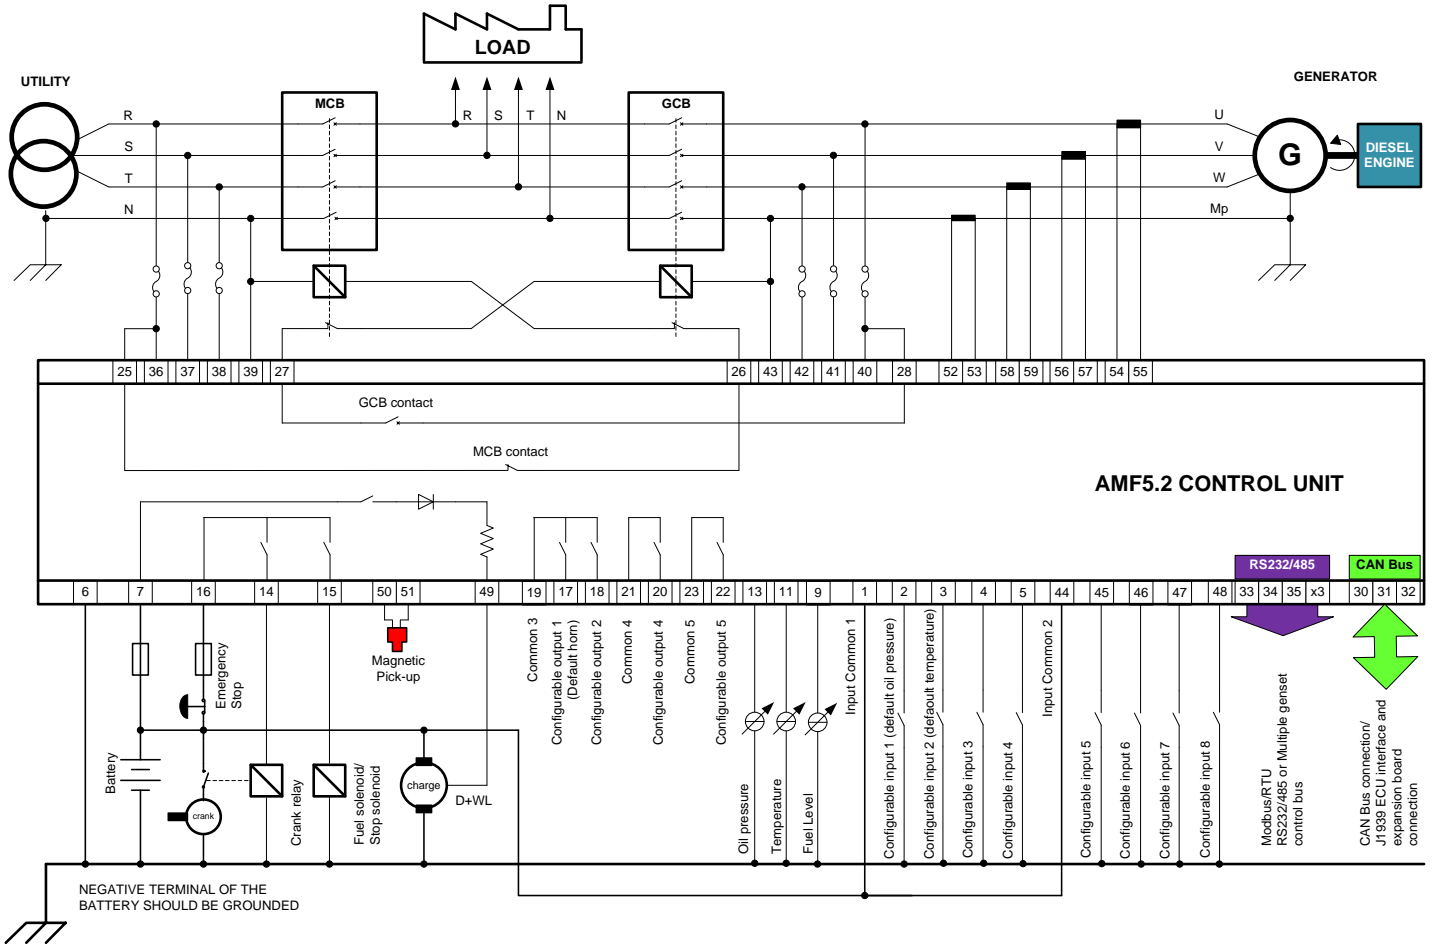 LOAD
UTILITY
GENERATOR
MCB
GCB
R
S
T
N
R S T N
U
V
W
Mp
G
DIESEL
ENGINE
25 36 37 38 39 27 26 43 42 41 40 28 52 53 58 59 56 57 54 55
GCB contact
MCB contact
AMF5.2 CONTROL UNIT
RS232/485
CAN Bus
6 7 16 14 15 50 51 49 19 17 18 21 20 23 22 13 11 9 1 2 3 4 5 44 45 46 47 48 33 34 35 x3 30 31 32
Emergency
Stop
Magnetic
Pick-up
Battery
crank
Crank relay
Fuel solenoid/
Stop solenoid
charge
D+WL
Common 3
Configurable output 1
(Default horn)
Configurable output 2
Common 4
Configurable output 4
Common 5
Configurable output 5
Oil pressure
Temperature
Fuel Level
Input Common 1
Configurable input 1 (default oil pressure)
Configurable input 2 (defaoult temperature)
Configurable input 3
Configurable input 4
Input Common 2
Configurable input 5
Configurable input 6
Configurable input 7
Configurable input 8
Modbus/RTU
RS232/485 or Multiple genset
control bus
CAN Bus connection/
J1939 ECU interface and
expansion board
connection
NEGATIVE TERMINAL OF THE
BATTERY SHOULD BE GROUNDED